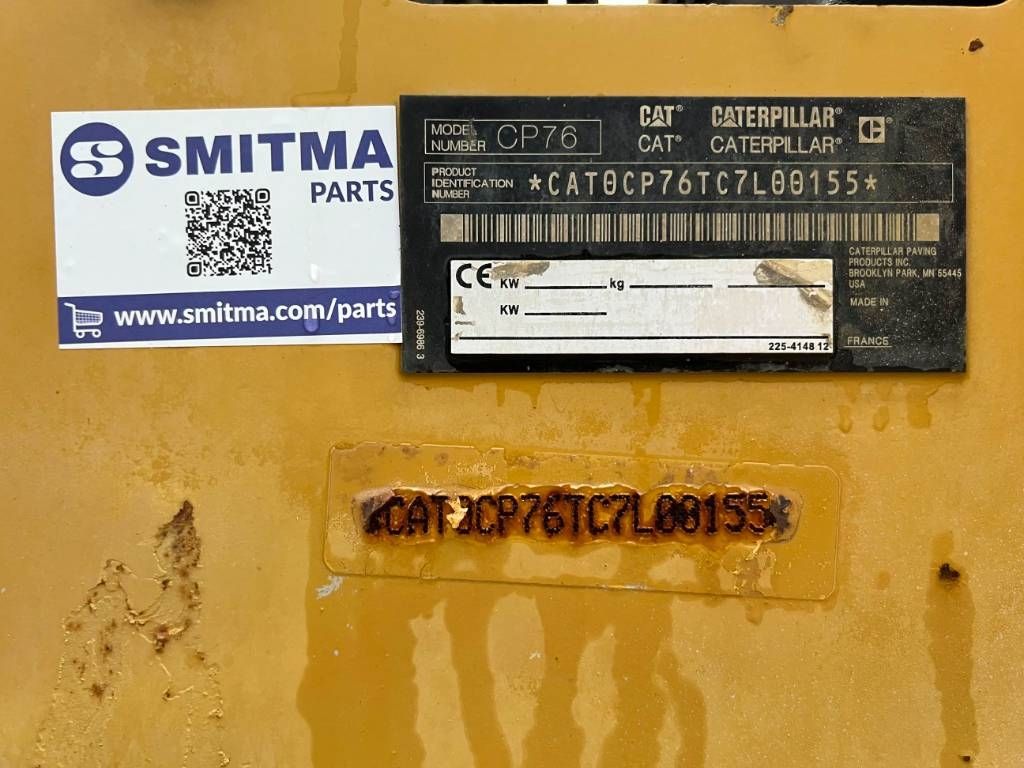 SMITMA
PARTS
www.smitma.com/parts
MODEL NUMBER CP76
CAT® CATERPILLAR®
CAT® CATERPILLAR®
PRODUCT IDENTIFICATION NUMBER *CAT0CP76TC7L00155*
CATERPILLAR PAVING
PRODUCTS INC.
BROOKLYN PARK, MN 55445
USA
MADE IN
FRANCE
CE KW kg
KW
225-4148 12
239-6986 3
*CAT0CP76TC7L00155*